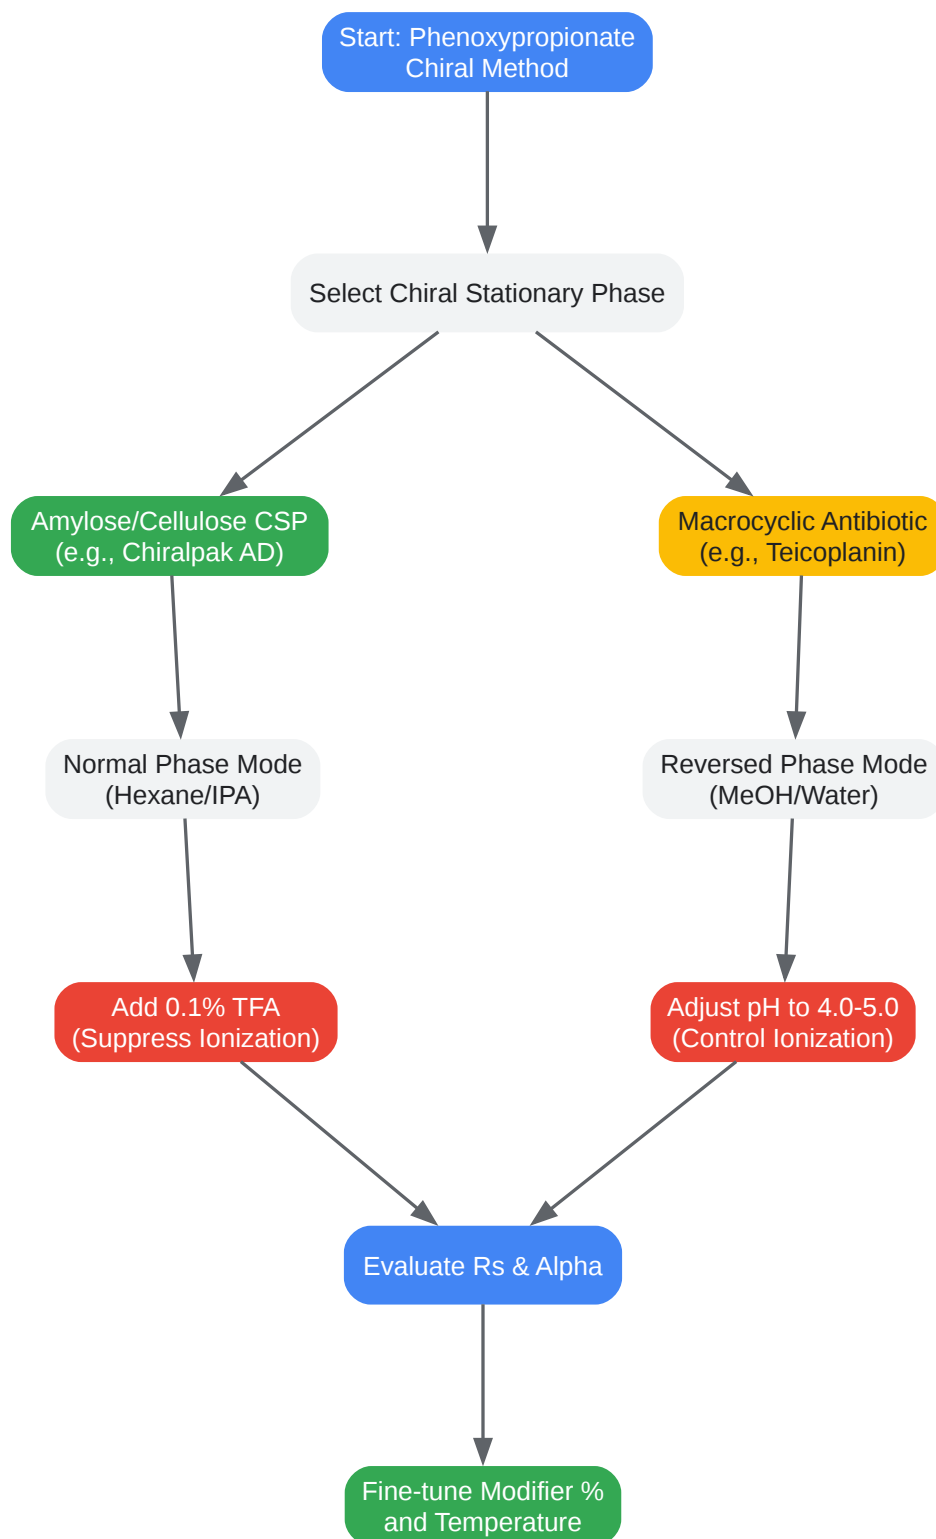 Start: Phenoxypropionate
Chiral Method
Select Chiral Stationary Phase
Amylose/Cellulose CSP
(e.g., Chiralpak AD)
Macrocyclic Antibiotic
(e.g., Teicoplanin)
Normal Phase Mode
(Hexane/IPA)
Reversed Phase Mode
(MeOH/Water)
Add 0.1% TFA
(Suppress Ionization)
Adjust pH to 4.0-5.0
(Control Ionization)
Evaluate Rs & Alpha
Fine-tune Modifier %
and Temperature